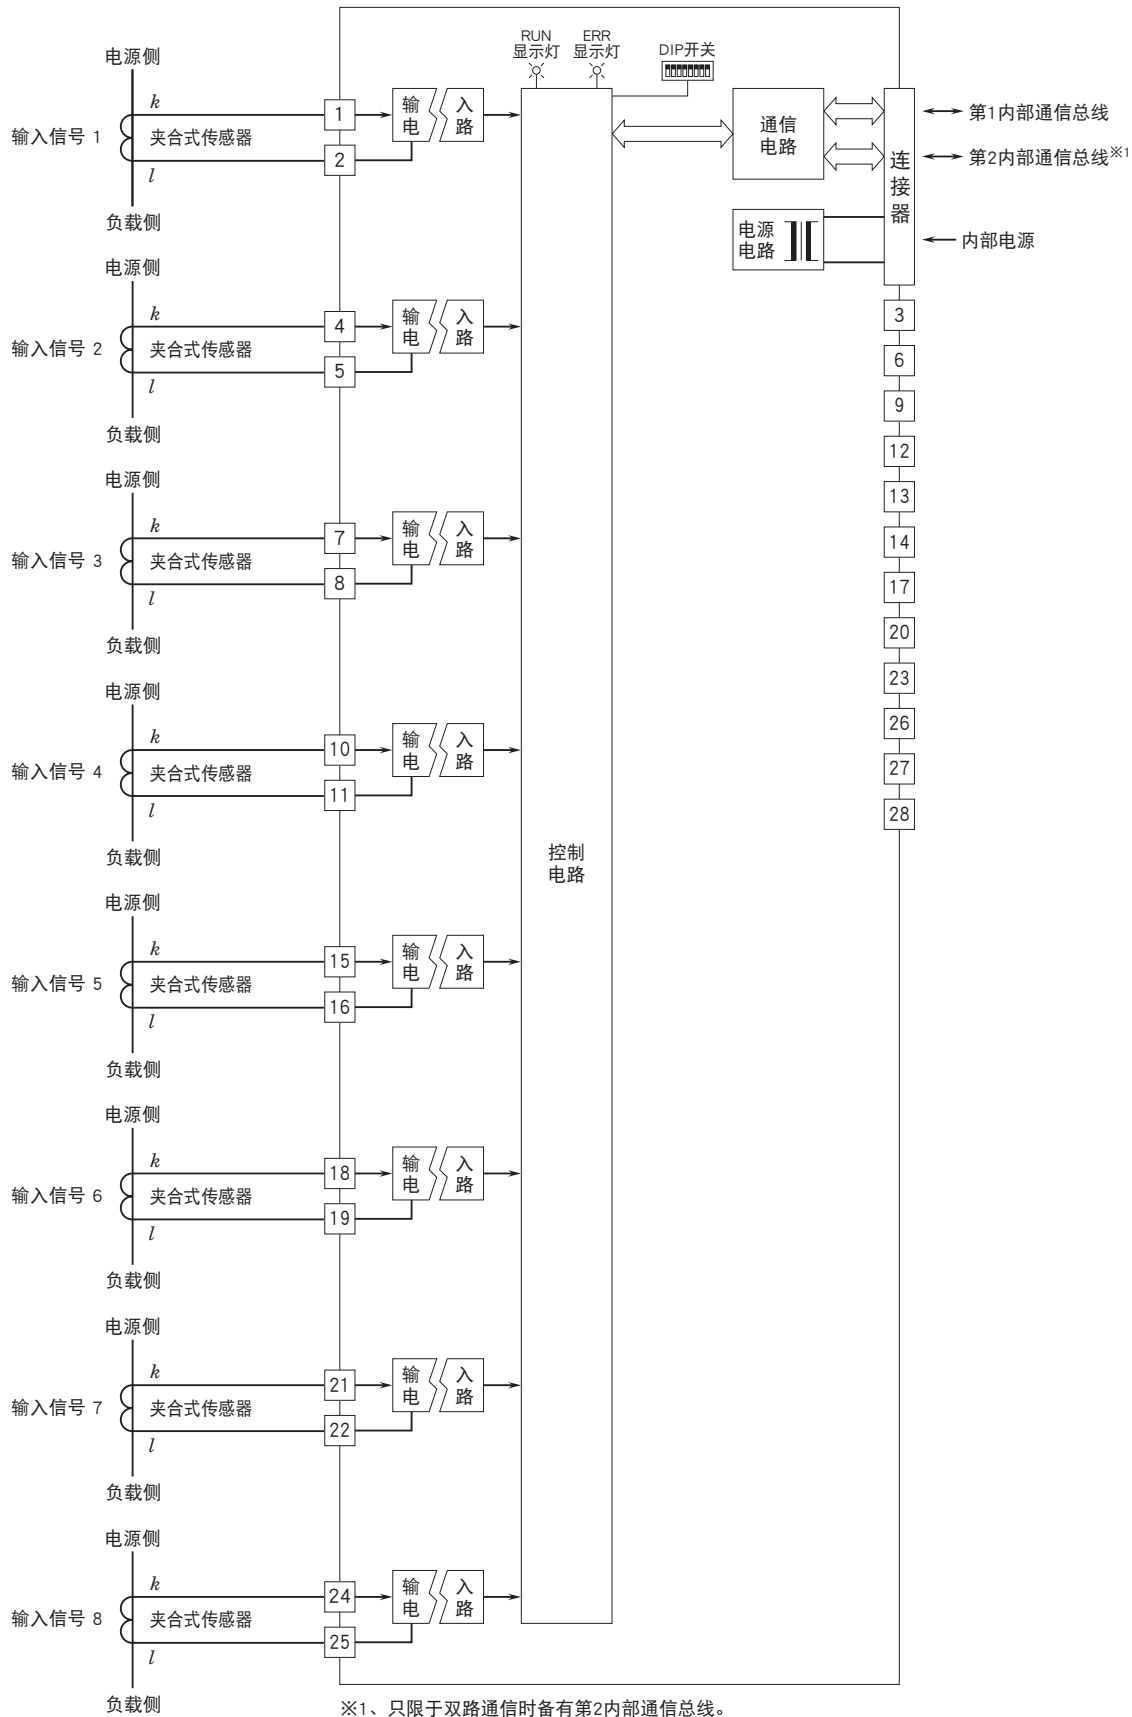 RUN
显示灯
ERR
显示灯
DIP开关
电源侧
k
输入信号 1
夹合式传感器
l
负载侧
1
2
输 入
电 路
通信
电路
连接器
第1内部通信总线
第2内部通信总线※1
电源
电路
内部电源
电源侧
k
输入信号 2
夹合式传感器
l
负载侧
4
5
输 入
电 路
3
6
9
12
13
14
17
20
23
26
27
28
电源侧
k
输入信号 3
夹合式传感器
l
负载侧
7
8
输 入
电 路
电源侧
k
输入信号 4
夹合式传感器
l
负载侧
10
11
输 入
电 路
控制
电路
电源侧
k
输入信号 5
夹合式传感器
l
负载侧
15
16
输 入
电 路
电源侧
k
输入信号 6
夹合式传感器
l
负载侧
18
19
输 入
电 路
电源侧
k
输入信号 7
夹合式传感器
l
负载侧
21
22
输 入
电 路
电源侧
k
输入信号 8
夹合式传感器
l
负载侧
24
25
输 入
电 路
※1、只限于双路通信时备有第2内部通信总线。